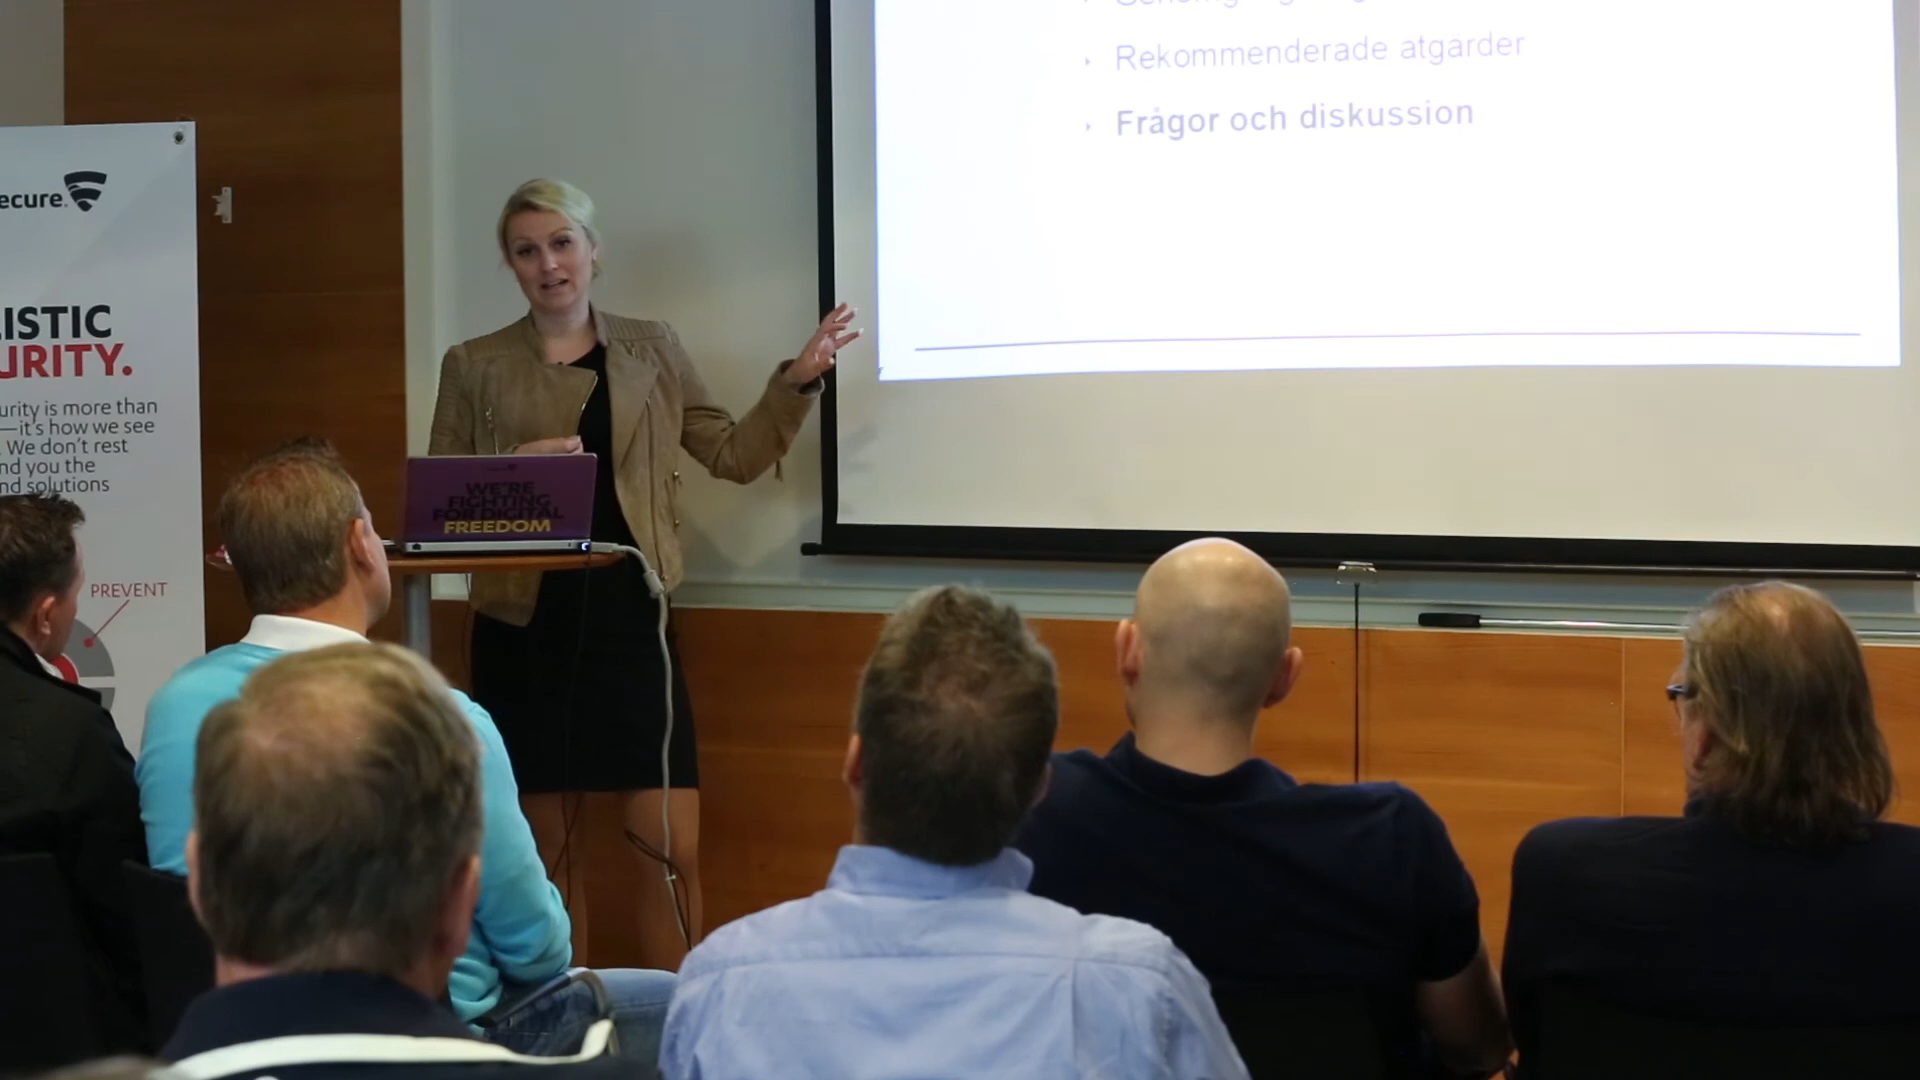 Rekommenderade atgärder
Frågor och diskussion
ecure.
ISTIC
URITY.
urity is more than
—it's how we see
We don't rest
nd you the
nd solutions
PREVENT
WE'RE
FIGHTING
FOR DIGITAL
FREEDOM